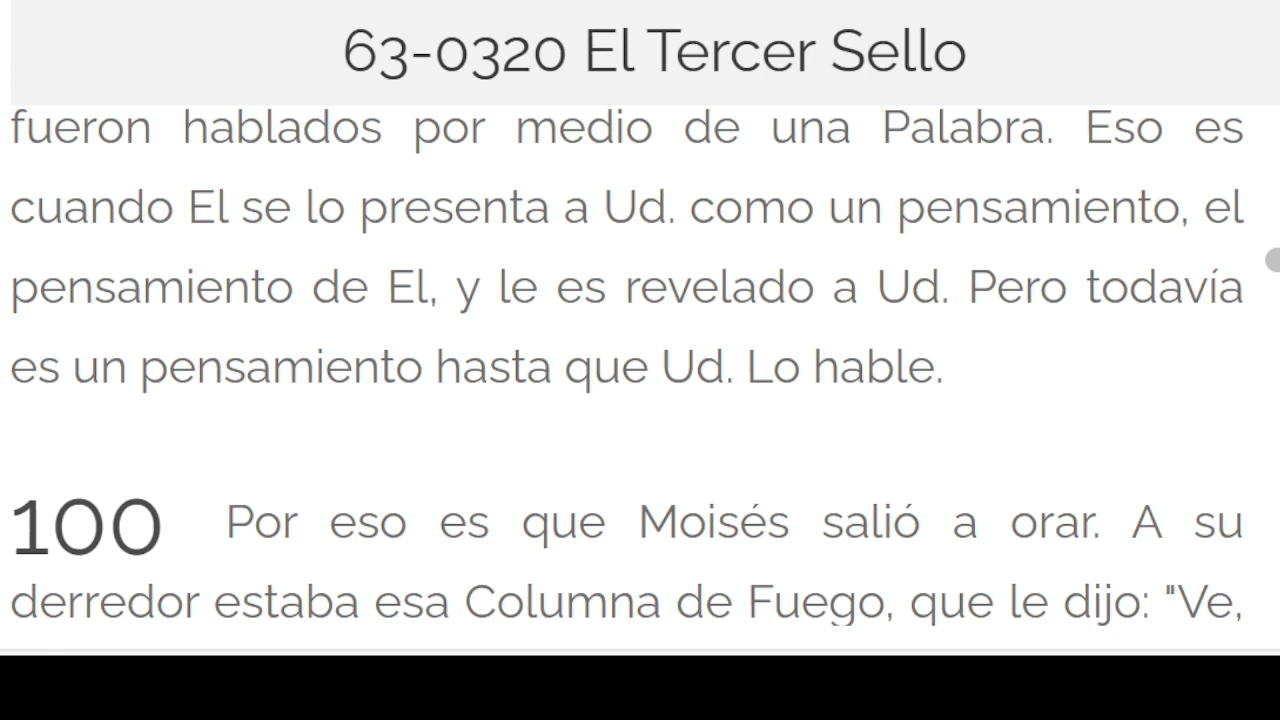 63-0320 El Tercer Sello
fueron hablados por medio de una Palabra. Eso es
cuando El se lo presenta a Ud. como un pensamiento, el
pensamiento de El, y le es revelado a Ud. Pero todavía
es un pensamiento hasta que Ud. Lo hable.
100 Por eso es que Moisés salió a orar. A su
derredor estaba esa Columna de Fuego, que le dijo: "Ve,